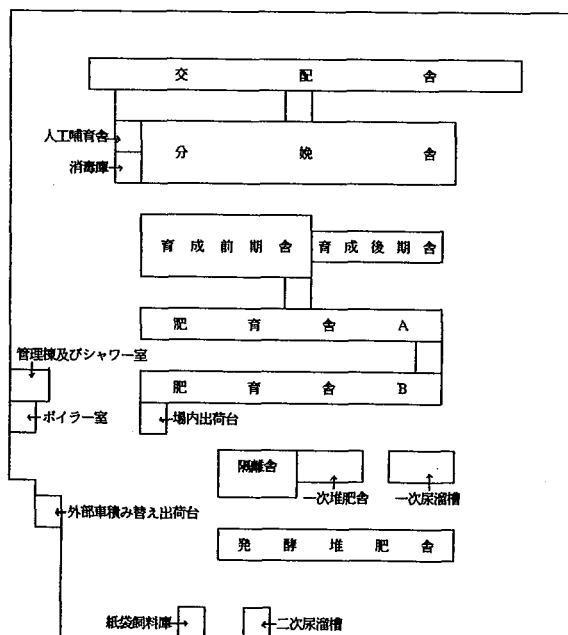 交配舎
人工哺育舎
分娩舎
消毒庫
育成前期舎
育成後期舎
肥育舎A
管理棟及びシャワー室
肥育舎B
ボイラー室
場内出荷台
隔離舎
一次堆肥舎
一次尿溜槽
外部車積み替え出荷台
発酵堆肥舎
紙袋飼料庫
二次尿溜槽